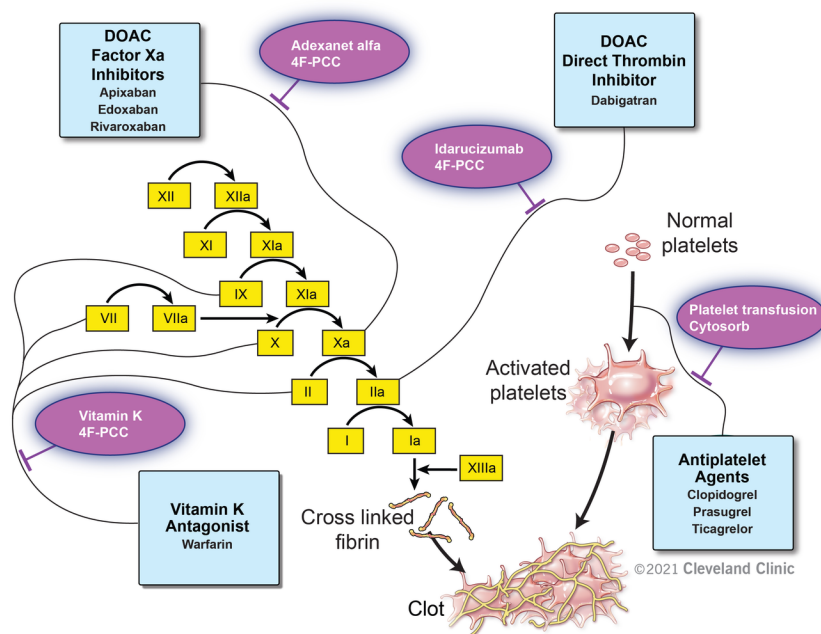 DOAC
Factor Xa
Inhibitors
Apixaban
Edoxaban
Rivaroxaban
Adexanet alfa
4F-PCC
DOAC
Direct Thrombin
Inhibitor
Dabigatran
Idarucizumab
4F-PCC
XII
XIIa
XI
XIa
IX
XIa
VII
VIIa
X
Xa
II
IIa
I
Ia
XIIIa
Normal
platelets
Platelet transfusion
Cytosorb
Activated
platelets
Vitamin K
4F-PCC
Vitamin K
Antagonist
Warfarin
Cross linked
fibrin
Clot
Antiplatelet
Agents
Clopidogrel
Prasugrel
Ticagrelor
©2021 Cleveland Clinic